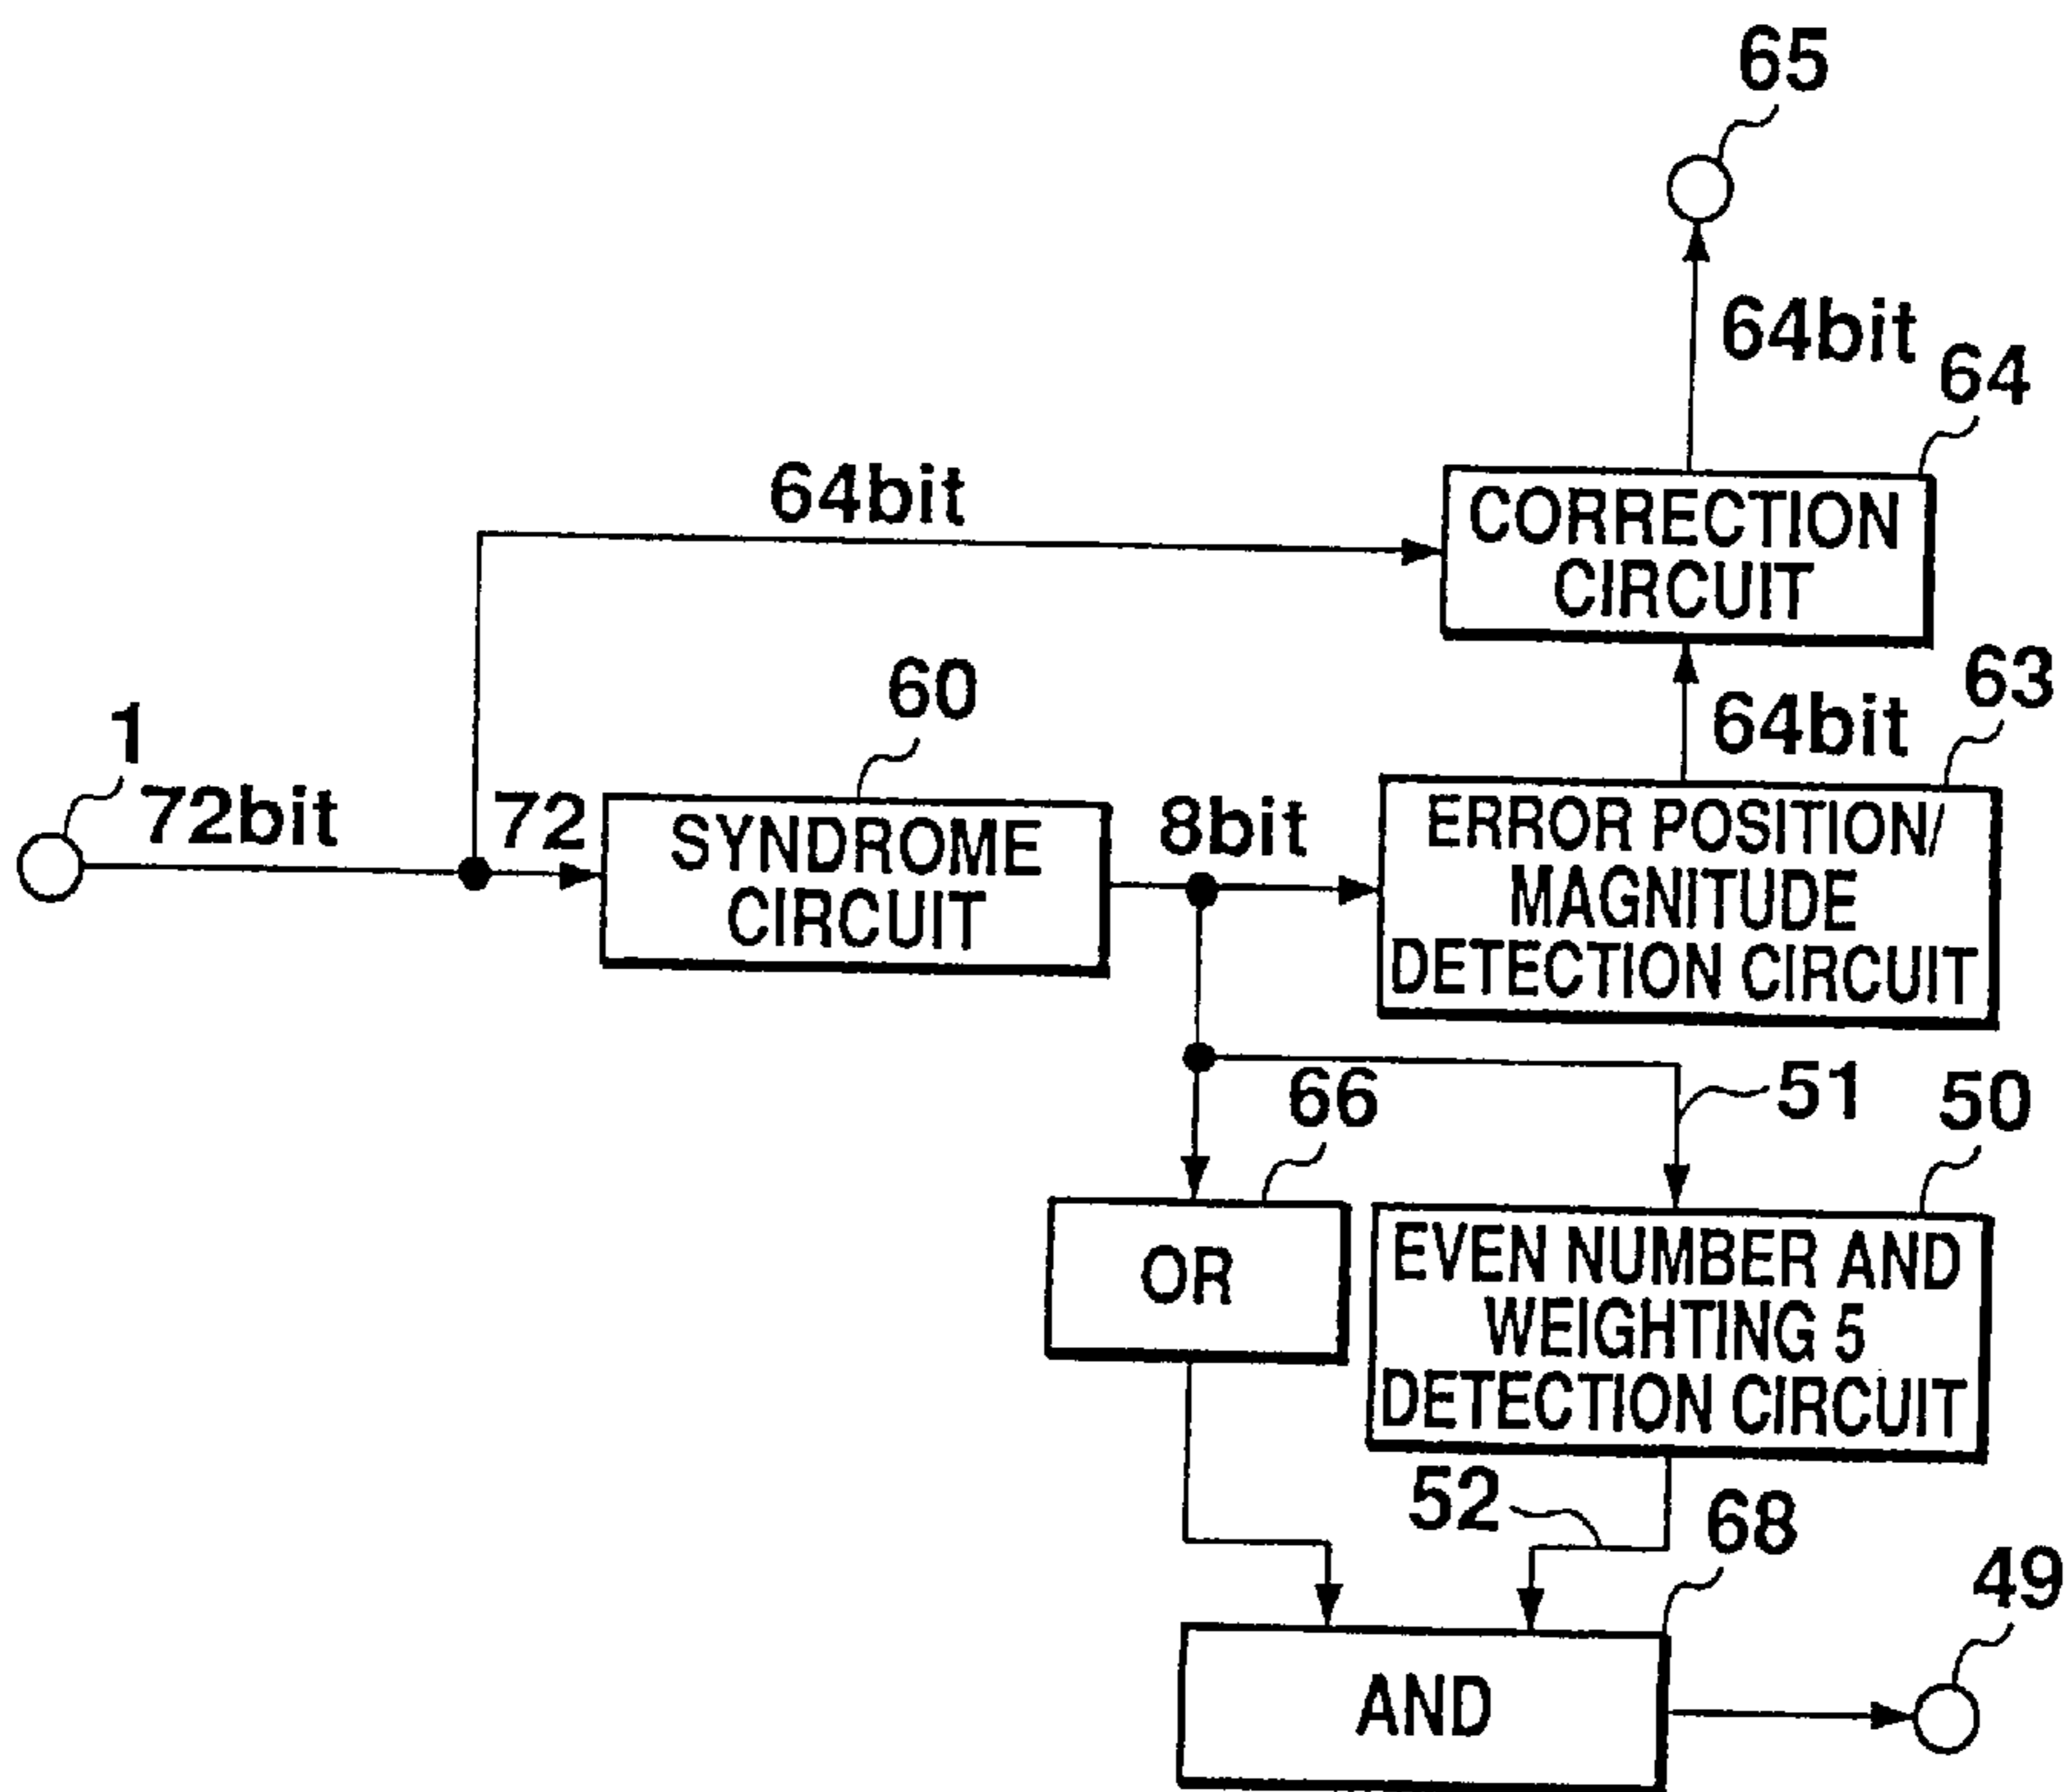 65
64bit
64
64bit
CORRECTION
CIRCUIT
63
64bit
60
1
72bit
72
SYNDROME
CIRCUIT
8bit
ERROR POSITION/
MAGNITUDE
DETECTION CIRCUIT
66
51
50
OR
EVEN NUMBER AND
WEIGHTING 5
DETECTION CIRCUIT
52
68
49
AND